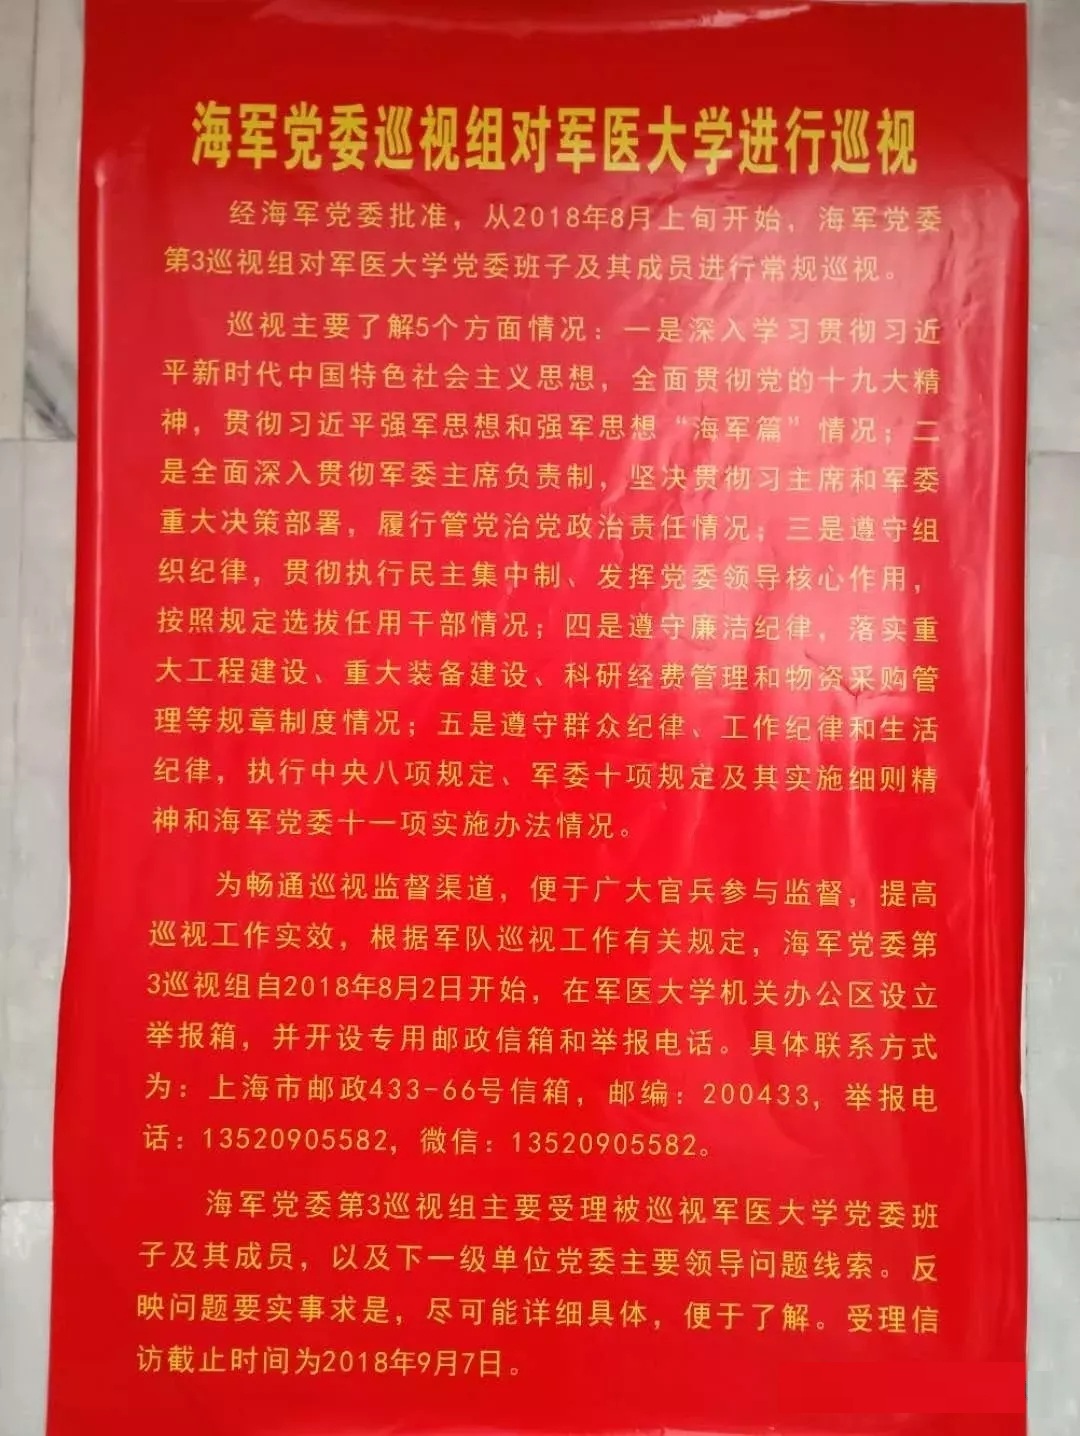 海军党委巡视组对军医大学进行巡视
经海军党委批准，从2018年8月上旬开始，海军党委
第3巡视组对军医大学党委班子及其成员进行常规巡视。
巡视主要了解5个方面情况：一是深入学习贯彻习近
平新时代中国特色社会主义思想，全面贯彻党的十九大精
神，贯彻习近平强军思想和强军思想“海军篇”情况；二
是全面深入贯彻军委主席负责制，坚决贯彻习主席和军委
重大决策部署，履行管党治党政治责任情况；三是遵守组
织纪律，贯彻执行民主集中制、发挥党委领导核心作用，
按照规定选拔任用干部情况；四是遵守廉洁纪律，落实重
大工程建设、重大装备建设、科研经费管理和物资采购管
理等规章制度情况；五是遵守群众纪律、工作纪律和生活
纪律，执行中央八项规定、军委十项规定及其实施细则精
神和海军党委十一项实施办法情况。
为畅通巡视监督渠道，便于广大官兵参与监督，提高
巡视工作实效，根据军队巡视工作有关规定，海军党委第
3巡视组自2018年8月2日开始，在军医大学机关办公区设立
举报箱，并开设专用邮政信箱和举报电话。具体联系方式
为：上海市邮政433-66号信箱，邮编：200433，举报电
话：13520905582，微信：13520905582。
海军党委第3巡视组主要受理被巡视军医大学党委班
子及其成员，以及下一级单位党委主要领导问题线索。反
映问题要实事求是，尽可能详细具体，便于了解。受理信
访截止时间为2018年9月7日。